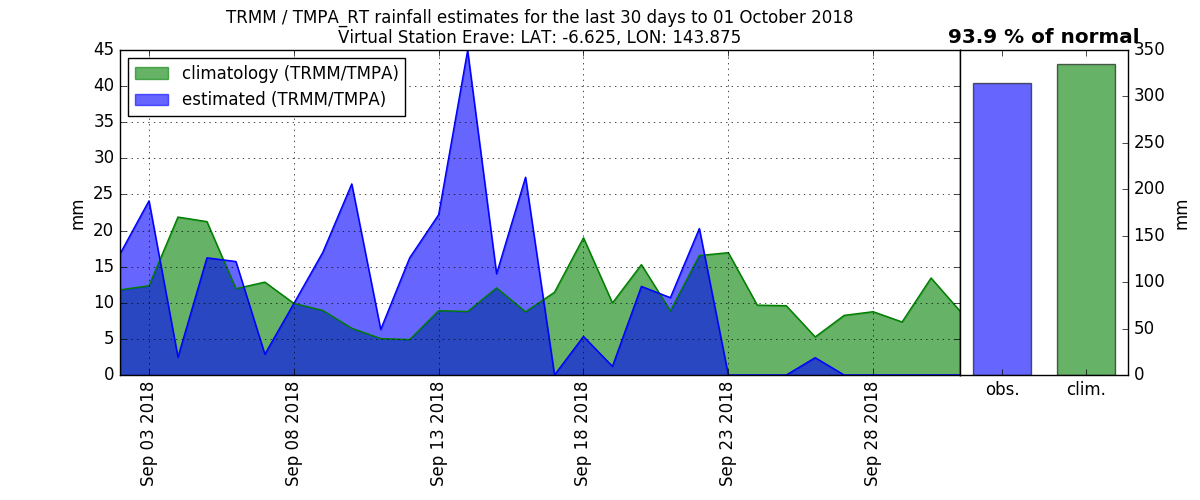 TRMM / TMPA_RT rainfall estimates for the last 30 days to 01 October 2018
Virtual Station Erave: LAT: -6.625, LON: 143.875
93.9 % of normal
climatology (TRMM/TMPA)
estimated (TRMM/TMPA)
mm
45
40
35
30
25
20
15
10
5
0
Sep 03 2018
Sep 08 2018
Sep 13 2018
Sep 18 2018
Sep 23 2018
Sep 28 2018
350
300
250
200
150
100
50
0
mm
obs.
clim.